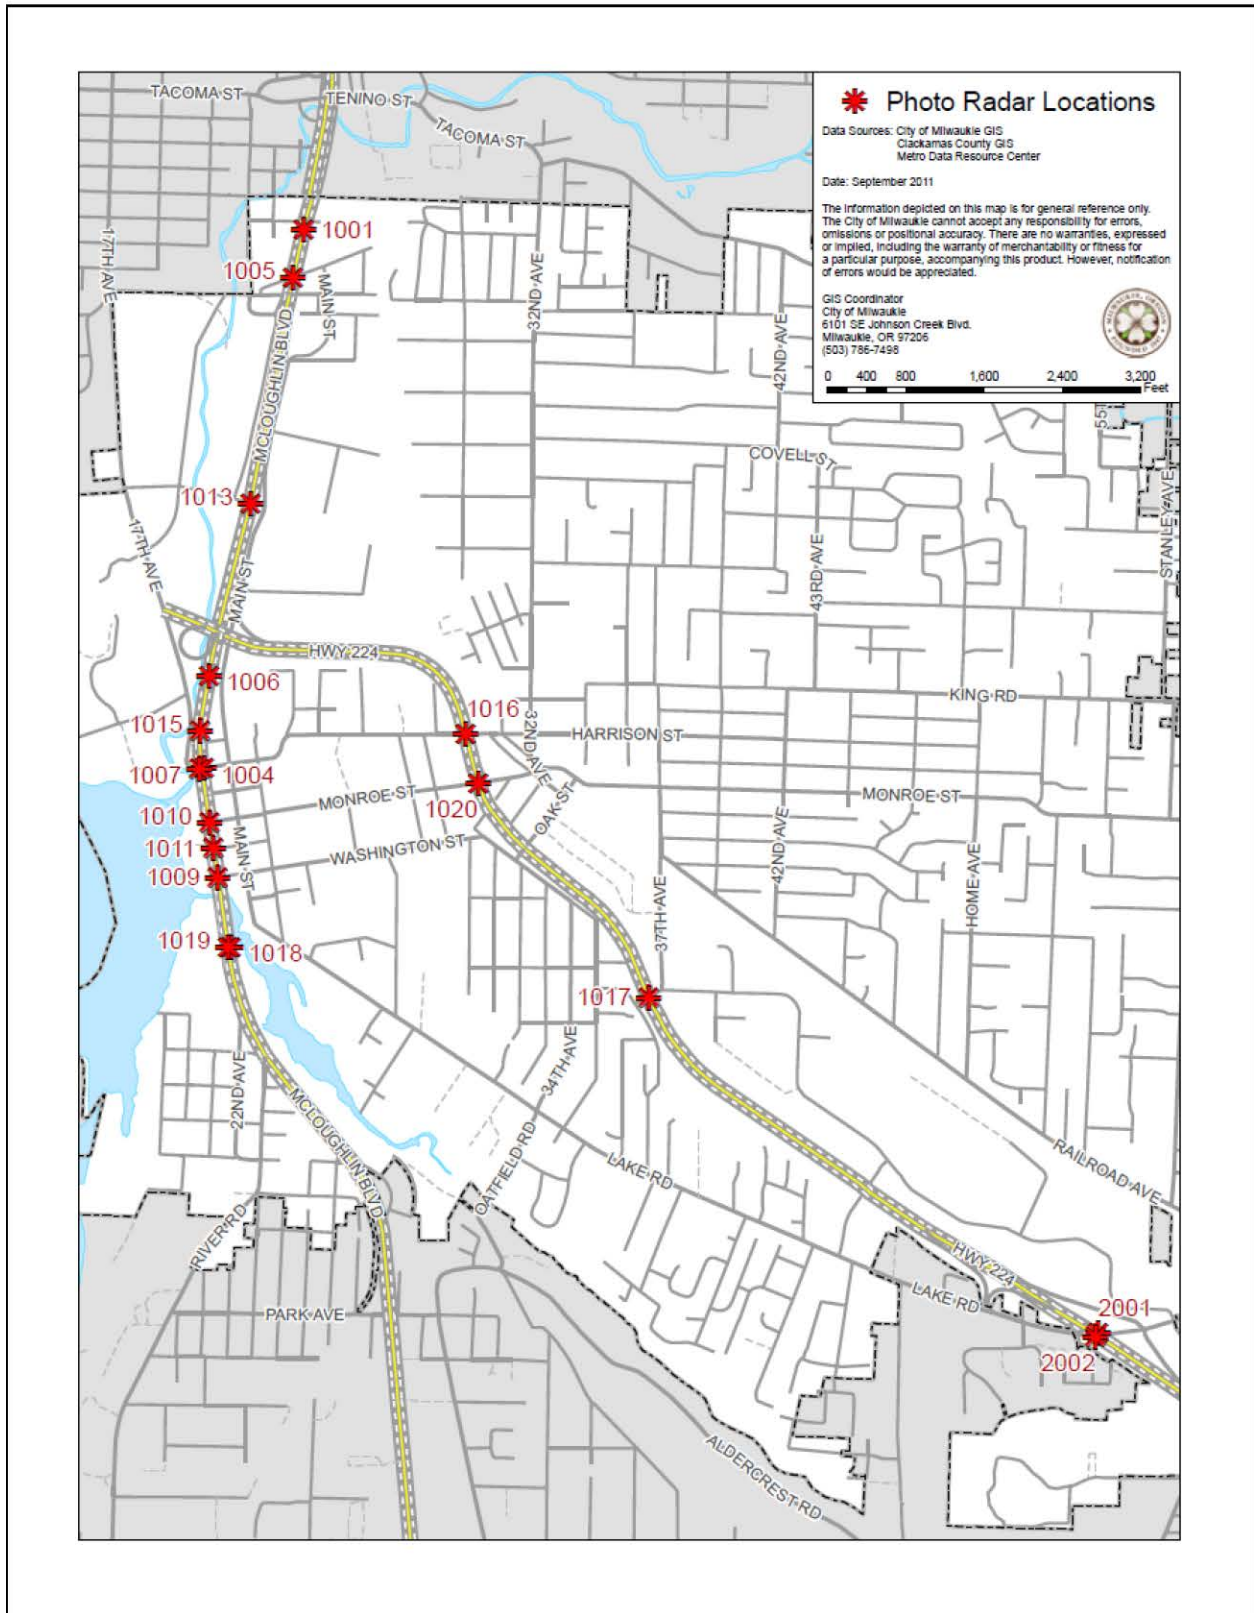 TACOMA ST
TENINO ST
TACOMA ST
Photo Radar Locations
Data Sources: City of Milwaukie GIS
Clackamas County GIS
Metro Data Resource Center
Date: September 2011
The information depicted on this map is for general reference only.
The City of Milwaukie cannot accept any responsibility for errors,
omissions or positional accuracy. There are no warranties, expressed
or implied, including the warranty of merchantability or fitness for
a particular purpose, accompanying this product. However, notification
of errors would be appreciated.
GIS Coordinator
City of Milwaukie
6101 SE Johnson Creek Blvd.
Milwaukie, OR 97206
(503) 786-7498
0 400 800 1,600 2,400 3,200
Feet
17TH AVE
1001
1005
MAIN ST
32ND AVE
42ND AVE
MCLOUGHLIN BLVD
COVELL ST
STANLEY AVE
1013
17TH AVE
MAIN ST
43RD AVE
HWY 224
1006
KING RD
1015
1016
32ND AVE
HARRISON ST
1007
1004
MONROE ST
1020
OAK ST
MONROE ST
1010
1011
MAIN ST
WASHINGTON ST
42ND AVE
1009
HOME AVE
37TH AVE
1019
1018
1017
34TH AVE
22ND AVE
MCLOUGHLIN BLVD
OATFIELD RD
LAKE RD
RAILROAD AVE
RIVER RD
HWY 224
LAKE RD
PARK AVE
2001
2002
ALDERCREST RD